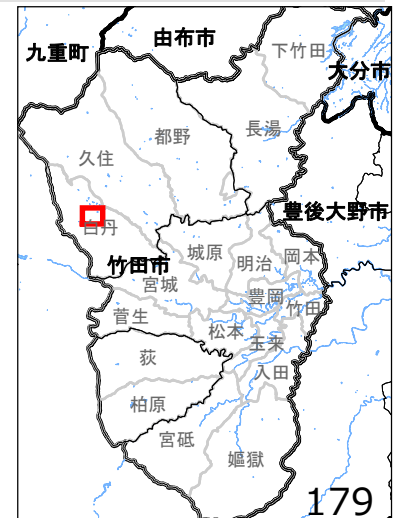 九重町
由布市
下竹田
大分市
都野
長湯
久住
白丹
豊後大野市
竹田市
城原
明治
岡本
宮城
豊岡
竹田
菅生
松本
玉来
荻
入田
柏原
宮砥
嫗獄
179